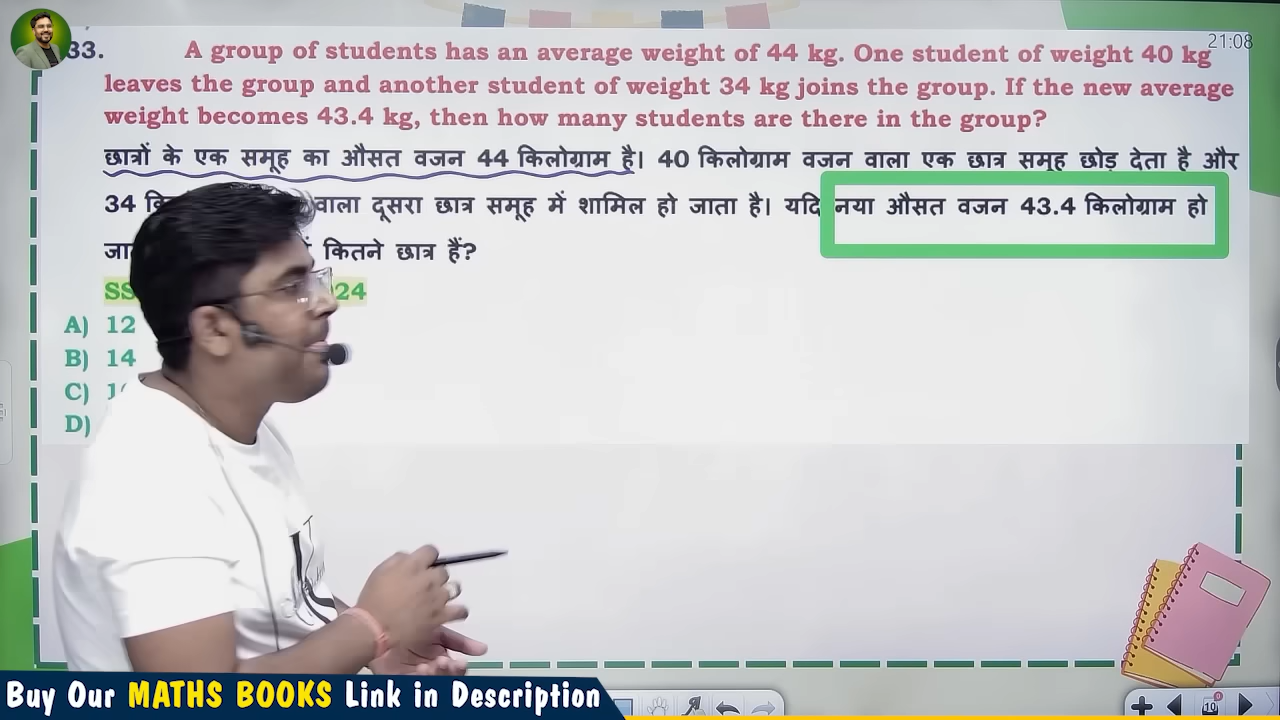 21:08
33. A group of students has an average weight of 44 kg. One student of weight 40 kg
leaves the group and another student of weight 34 kg joins the group. If the new average
weight becomes 43.4 kg, then how many students are there in the group?
छात्रों के एक समूह का औसत वजन 44 किलोग्राम है। 40 किलोग्राम वजन वाला एक छात्र समूह छोड़ देता है और
34 वाला दूसरा छात्र समूह में शामिल हो जाता है। यदि नया औसत वजन 43.4 किलोग्राम हो
कितने छात्र हैं?
SS 24
A) 12
B) 14
C)
D)
Buy Our MATHS BOOKS Link in Description
10